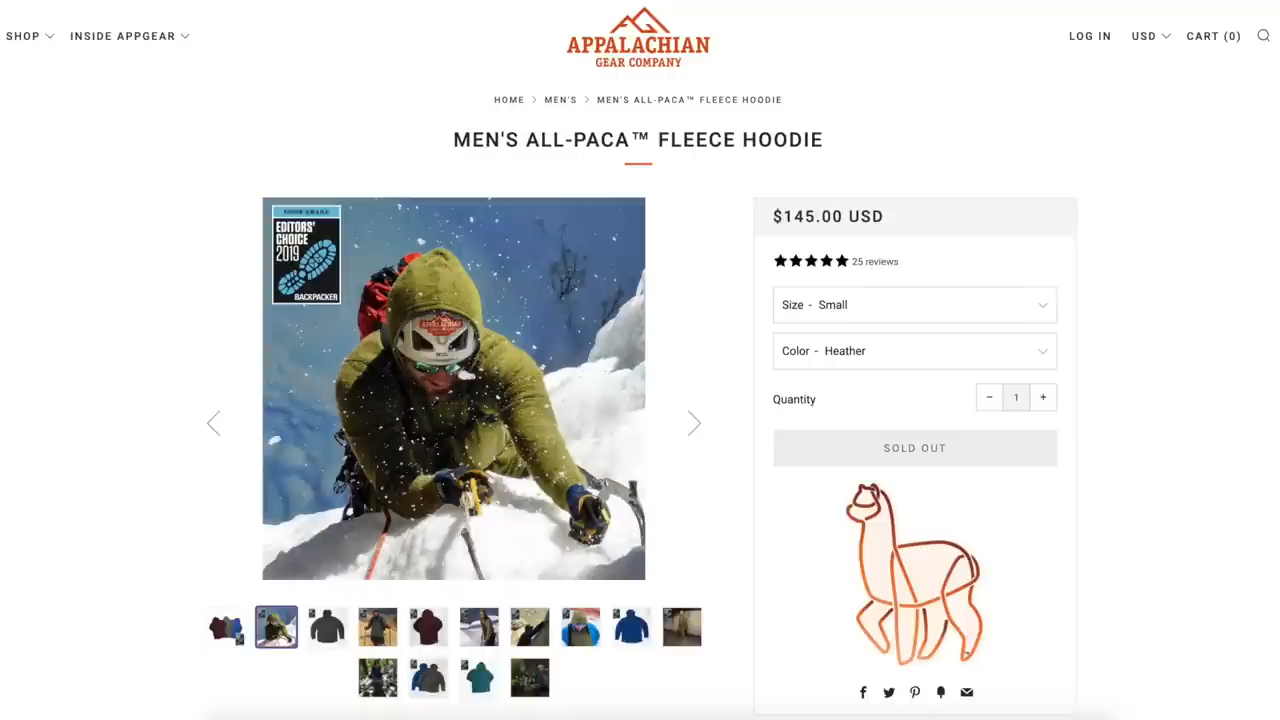 SHOP
INSIDE APPGEAR
APPALACHIAN
GEAR COMPANY
LOG IN
USD
CART (0)
HOME > MEN'S > MEN'S ALL-PACA™ FLEECE HOODIE
MEN'S ALL-PACA™ FLEECE HOODIE
EDITORS'
CHOICE
2019
BACKPACKER
APPALACHIAN
$145.00 USD
25 reviews
Size - Small
Color - Heather
Quantity
− 1 +
SOLD OUT